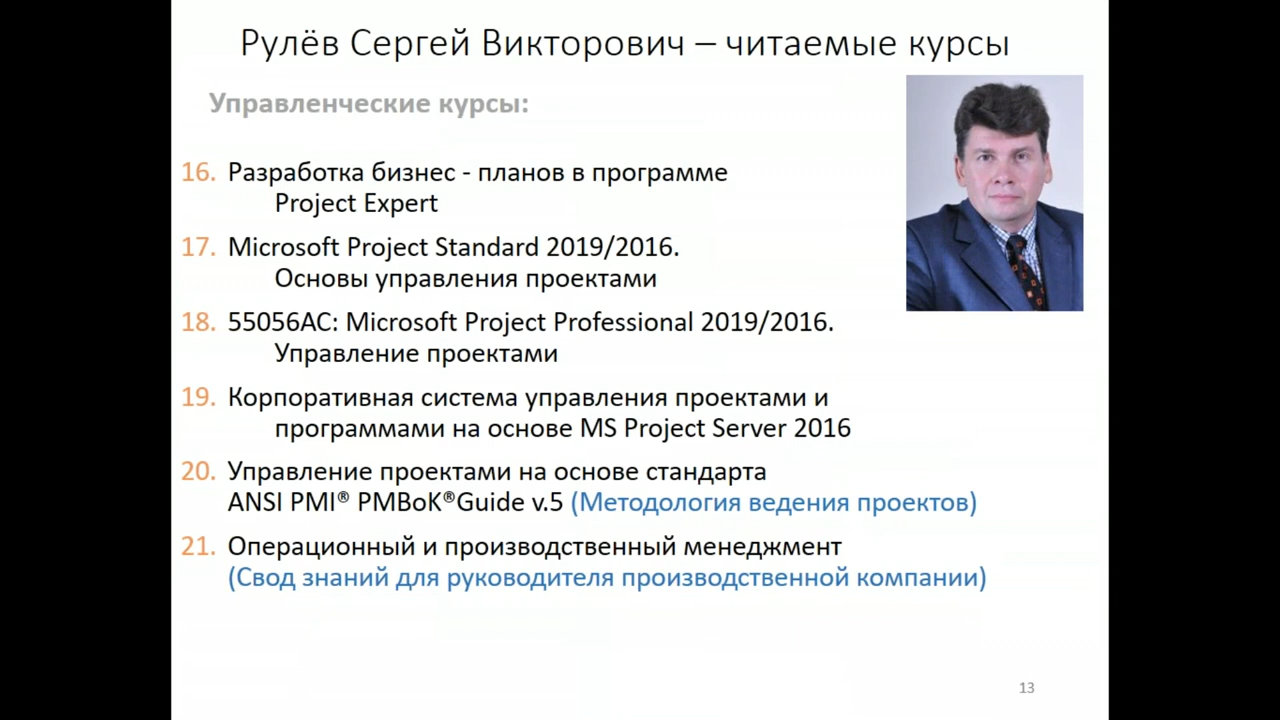 Рулёв Сергей Викторович – читаемые курсы
Управленческие курсы:
16. Разработка бизнес - планов в программе
Project Expert
17. Microsoft Project Standard 2019/2016.
Основы управления проектами
18. 55056AC: Microsoft Project Professional 2019/2016.
Управление проектами
19. Корпоративная система управления проектами и
программами на основе MS Project Server 2016
20. Управление проектами на основе стандарта
ANSI PMI® PMBoK®Guide v.5 (Методология ведения проектов)
21. Операционный и производственный менеджмент
(Свод знаний для руководителя производственной компании)
13